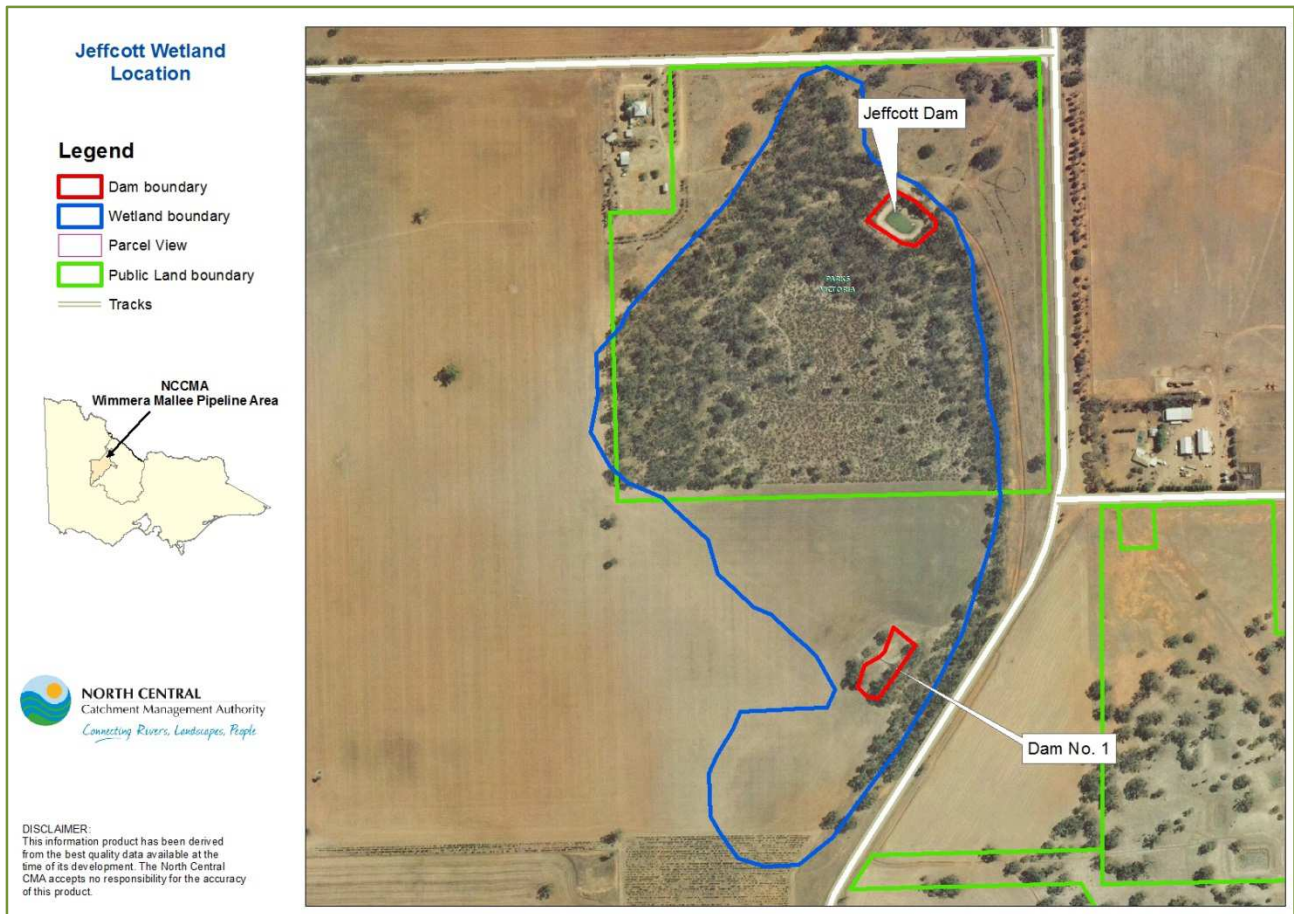 Jeffcott Wetland
Location
Legend
Dam boundary
Wetland boundary
Parcel View
Public Land boundary
Tracks
NCCMA
Wimmera Mallee Pipeline Area
NORTH CENTRAL
Catchment Management Authority
Connecting Rivers, Landscapes, People
DISCLAIMER:
This information product has been derived
from the best quality data available at the
time of its development. The North Central
CMA accepts no responsibility for the accuracy
of this product.
Jeffcott Dam
PARKS
VICTORIA
Dam No. 1